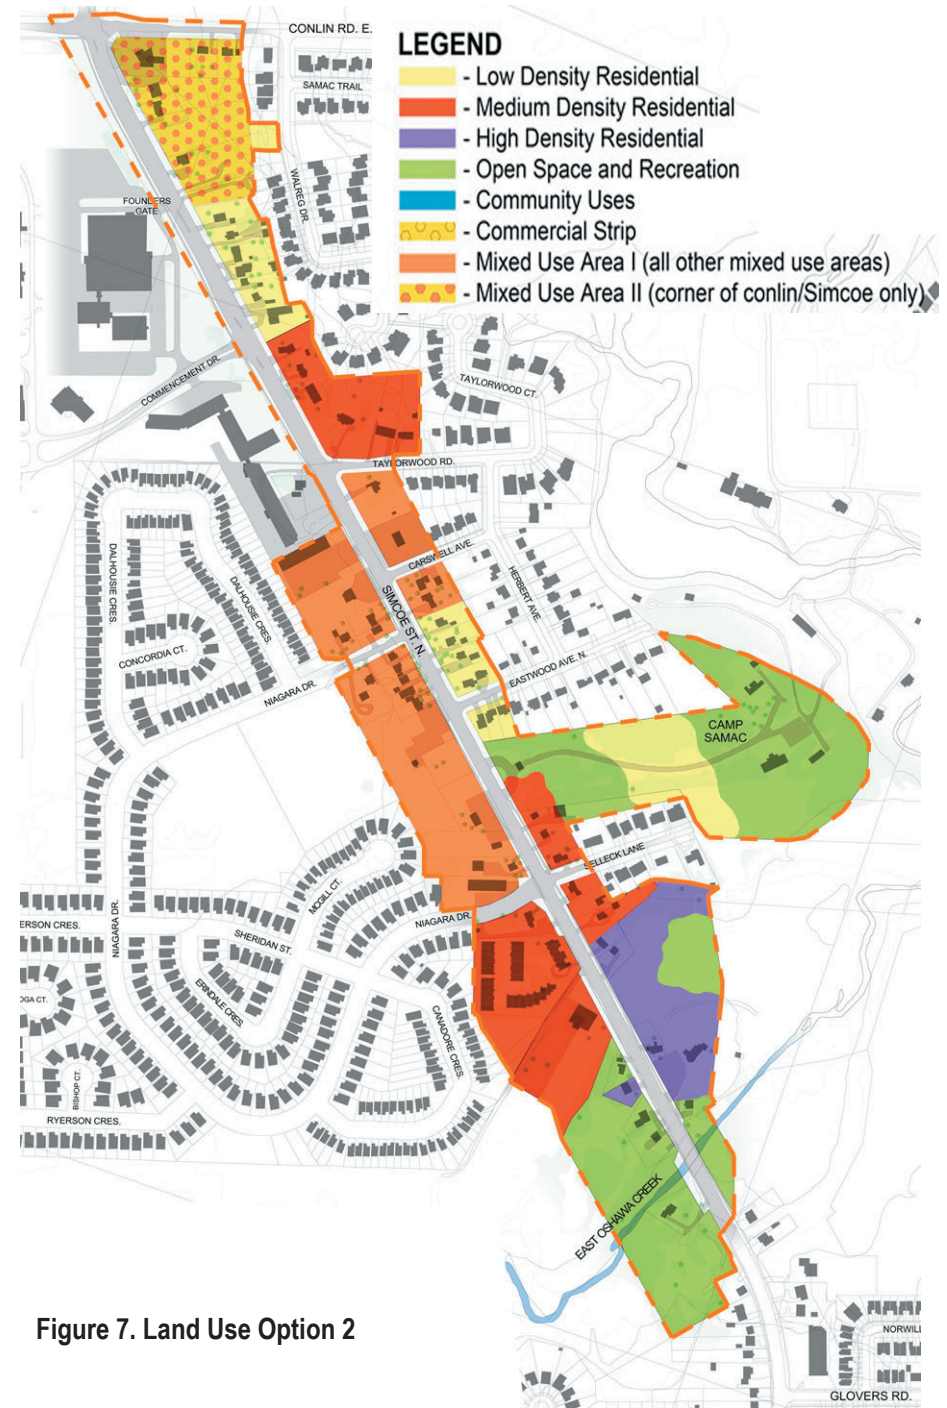 CONLIN RD. E.
SAMAC TRAIL
WALREG DR.
FOUNDERS
GATE
COMMENCEMENT DR.
LEGEND
- Low Density Residential
- Medium Density Residential
- High Density Residential
- Open Space and Recreation
- Community Uses
- Commercial Strip
- Mixed Use Area I (all other mixed use areas)
- Mixed Use Area II (corner of conlin/Simcoe only)
TAYLORWOOD CT.
TAYLORWOOD RD.
CARSWELL AVE.
HERBERT AVE.
SIMCOE ST. N.
EASTWOOD AVE. N.
DALHOUSIE CRES.
DALHOUSIE CRES.
CONCORDIA CT.
NIAGARA DR.
CAMP
SAMAC
SELLECK LANE
MCGILL CT.
NIAGARA DR.
ERSON CRES.
NIAGARA DR.
SHERIDAN ST.
ERINDALE CRES.
CANADORE CRES.
OGA CT.
BISHOP CT.
RYERSON CRES.
EAST OSHAWA CREEK
Figure 7. Land Use Option 2
NORWILL
GLOVERS RD.